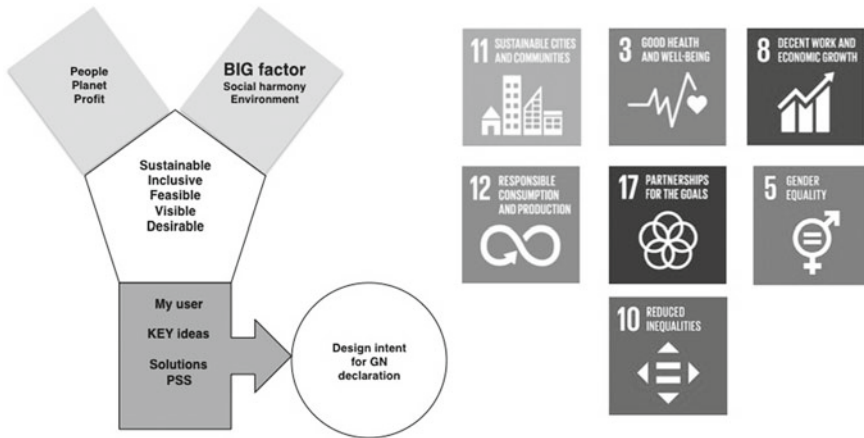 People
Planet
Profit
BIG factor
Social harmony
Environment
Sustainable
Inclusive
Feasible
Visible
Desirable
My user
KEY ideas
Solutions
PSS
Design intent
for GN
declaration
11 SUSTAINABLE CITIES
AND COMMUNITIES
3 GOOD HEALTH
AND WELL-BEING
8 DECENT WORK AND
ECONOMIC GROWTH
12 RESPONSIBLE
CONSUMPTION
AND PRODUCTION
17 PARTNERSHIPS
FOR THE GOALS
5 GENDER
EQUALITY
10 REDUCED
INEQUALITIES